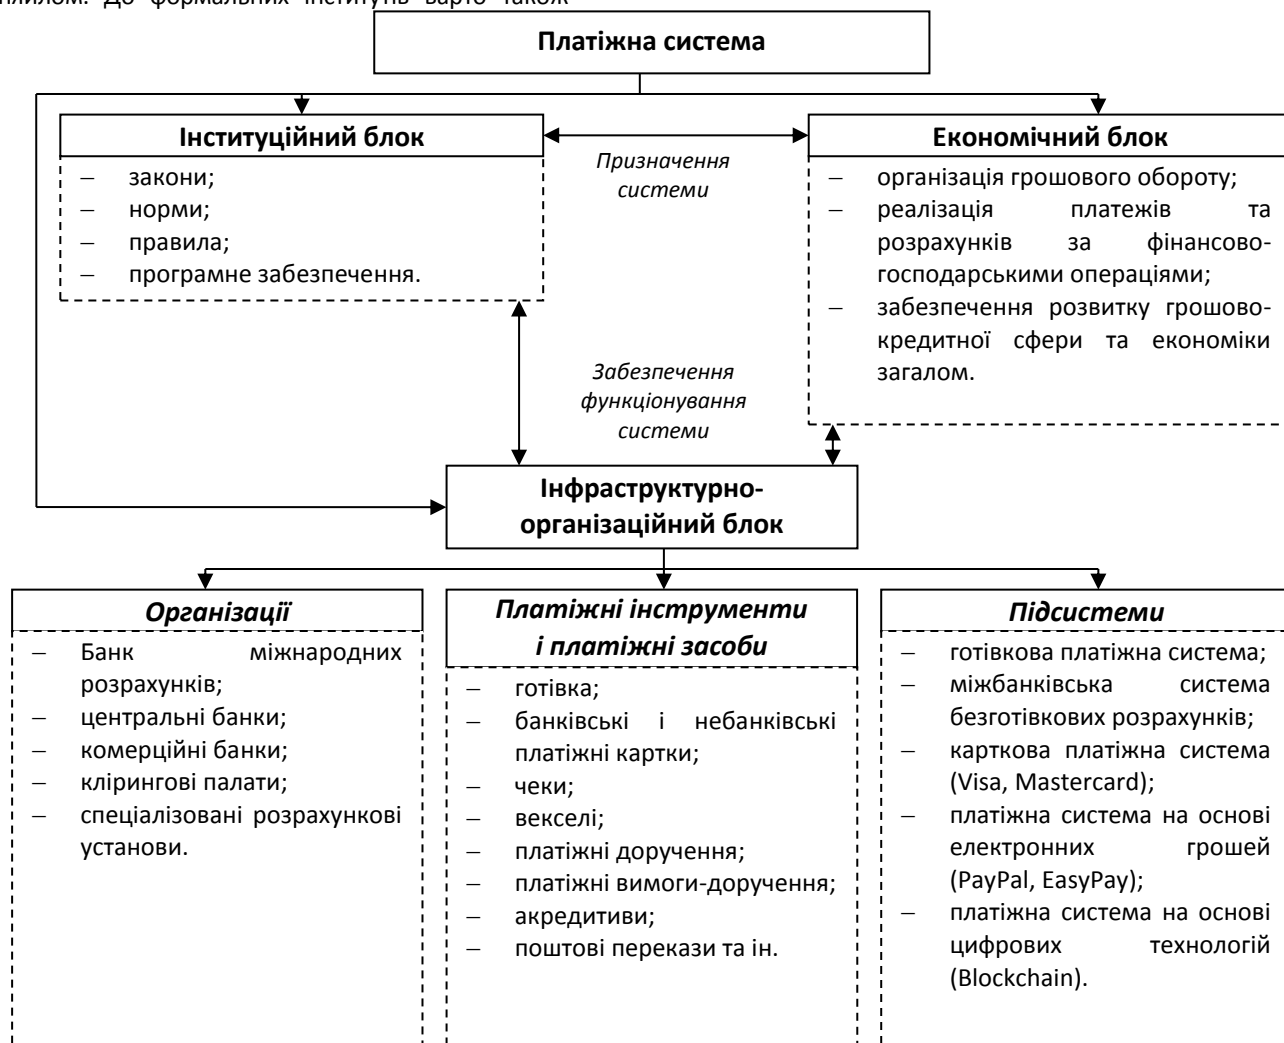 До формальних інститутів варто також
Платіжна система
Інституційний блок
– закони;
– норми;
– правила;
– програмне забезпечення.
Призначення
системи
Економічний блок
– організація грошового обороту;
– реалізація платежів та
розрахунків за фінансово-
господарськими операціями;
– забезпечення розвитку грошово-
кредитної сфери та економіки
загалом.
Забезпечення
функціонування
системи
Інфраструктурно-
організаційний блок
Організації
– Банк міжнародних
розрахунків;
– центральні банки;
– комерційні банки;
– клірингові палати;
– спеціалізовані розрахункові
установи.
Платіжні інструменти
і платіжні засоби
– готівка;
– банківські і небанківські
платіжні картки;
– чеки;
– векселі;
– платіжні доручення;
– платіжні вимоги-доручення;
– акредитиви;
– поштові перекази та ін.
Підсистеми
– готівкова платіжна система;
– міжбанківська система
безготівкових розрахунків;
– карткова платіжна система
(Visa, Mastercard);
– платіжна система на основі
електронних грошей
(PayPal, EasyPay);
– платіжна система на основі
цифрових технологій
(Blockchain).